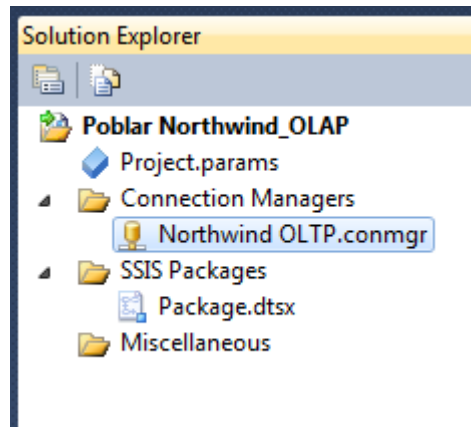 Solution Explorer
Poblar Northwind_OLAP
Project.params
Connection Managers
Northwind OLTP.conmgr
SSIS Packages
Package.dtsx
Miscellaneous